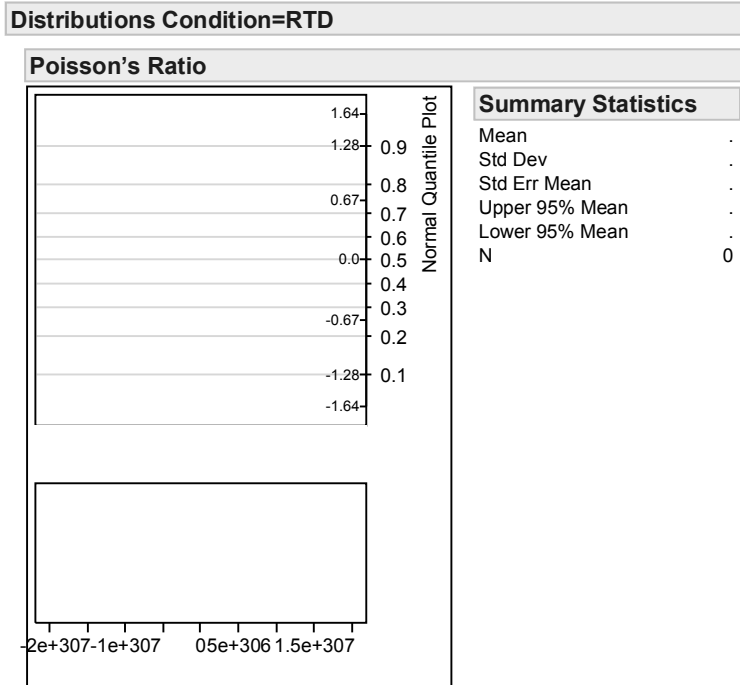 Distributions Condition=RTD
Poisson's Ratio
1.64
1.28 0.9
0.8
0.67
0.7
0.6
0.0 0.5
0.4
0.3
-0.67
0.2
-1.28 0.1
-1.64
Normal Quantile Plot
-2e+307 -1e+307 0 5e+306 1.5e+307
Summary Statistics
Mean .
Std Dev .
Std Err Mean .
Upper 95% Mean .
Lower 95% Mean .
N 0